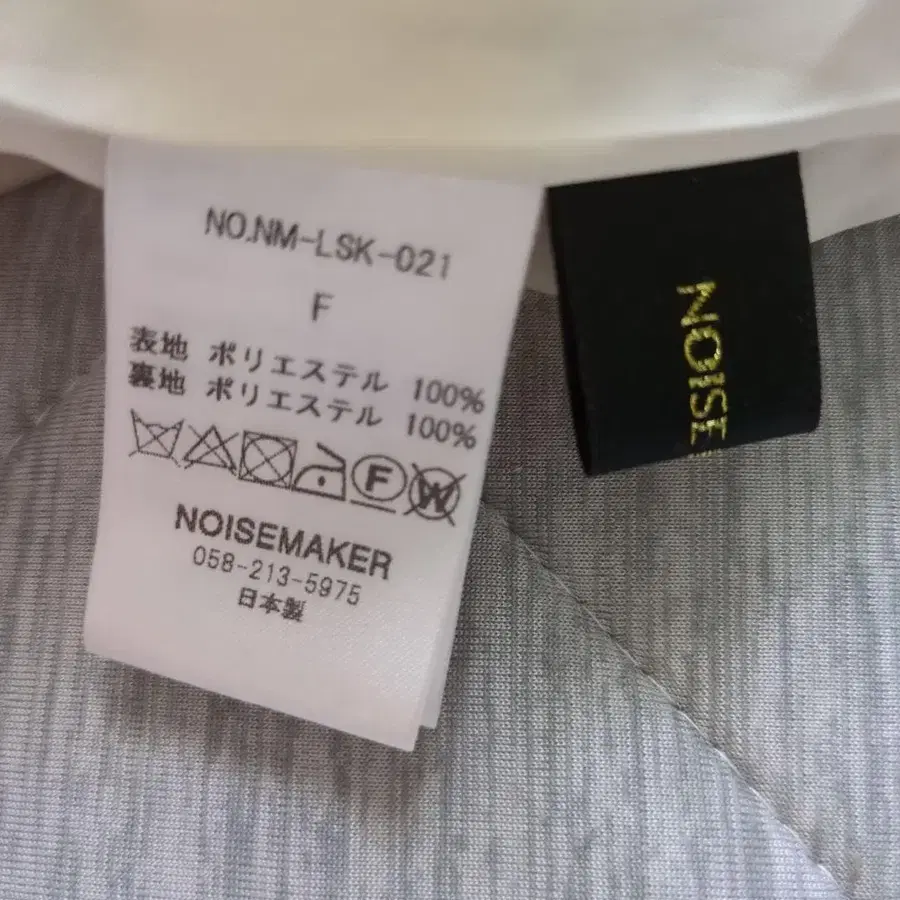 NO.NM-LSK-021
F
表地 ポリエステル 100%
裏地 ポリエステル 100%
F W
NOISEMAKER
058-213-5975
日本製
NOISE